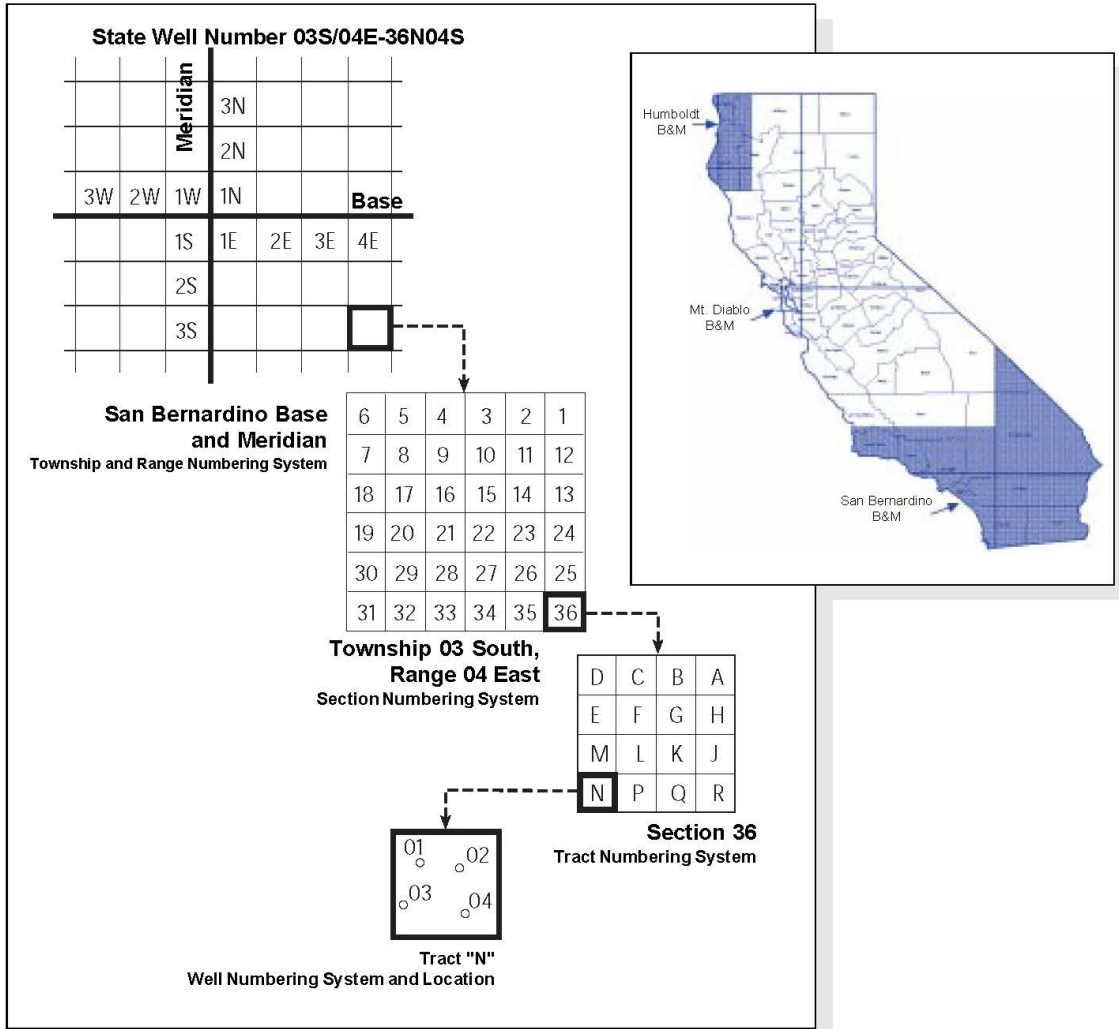 State Well Number 03S/04E-36N04S
Meridian
3N
2N
3W 2W 1W 1N
Base
1S 1E 2E 3E 4E
2S
3S
San Bernardino Base
and Meridian
Township and Range Numbering System
6 5 4 3 2 1
7 8 9 10 11 12
18 17 16 15 14 13
19 20 21 22 23 24
30 29 28 27 26 25
31 32 33 34 35 36
Township 03 South,
Range 04 East
Section Numbering System
D C B A
E F G H
M L K J
N P Q R
Section 36
Tract Numbering System
01 02
03 04
Tract "N"
Well Numbering System and Location
Humboldt
B&M
Mt. Diablo
B&M
San Bernardino
B&M